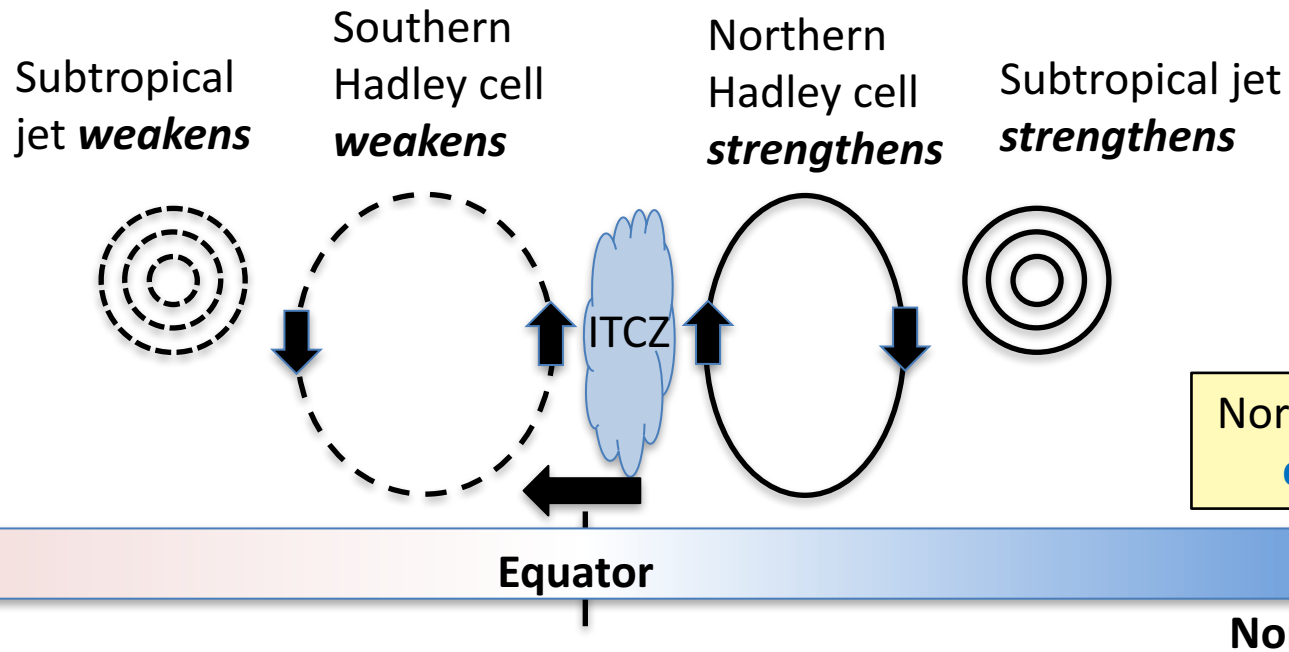 Subtropical
jet weakens
Southern
Hadley cell
weakens
Northern
Hadley cell
strengthens
Subtropical jet
strengthens
ITCZ
Equator